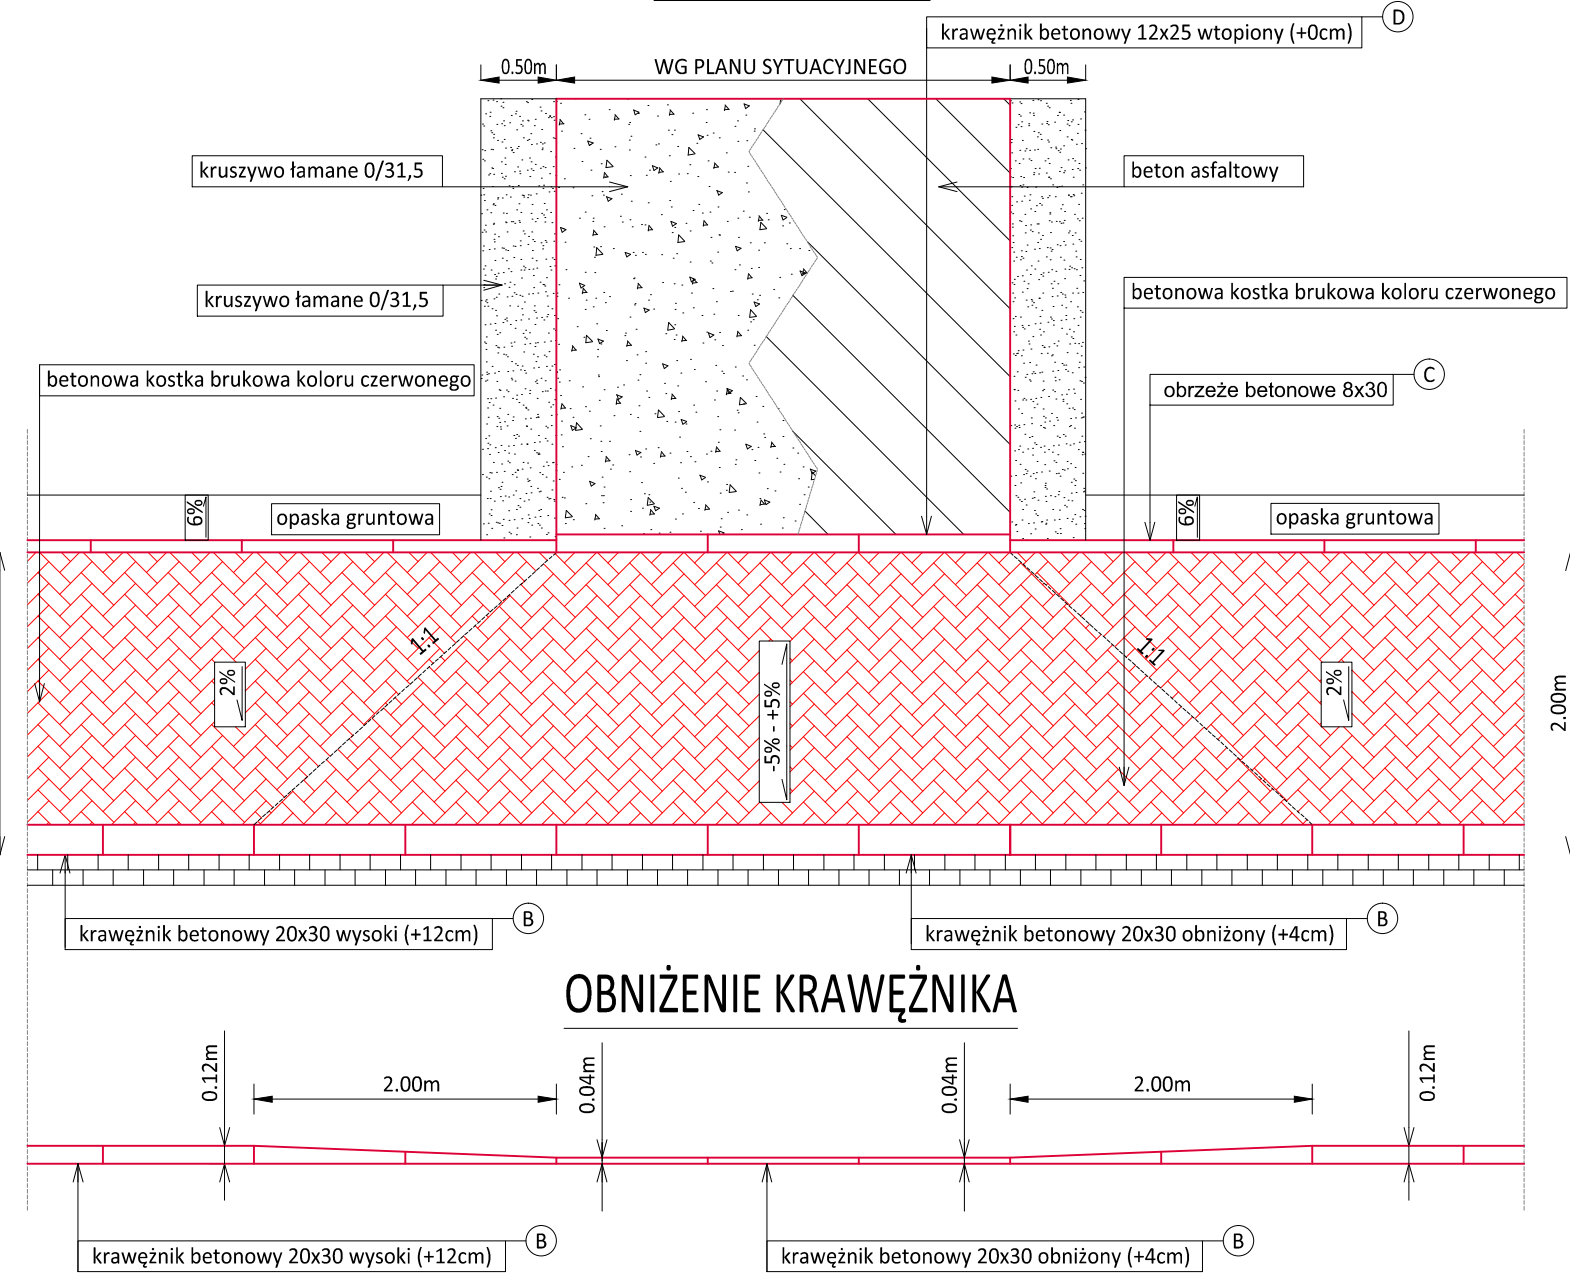 D
krawężnik betonowy 12x25 wtopiony (+0cm)
0.50m
WG PLANU SYTUACYJNEGO
0.50m
kruszywo łamane 0/31,5
beton asfaltowy
kruszywo łamane 0/31,5
betonowa kostka brukowa koloru czerwonego
betonowa kostka brukowa koloru czerwonego
C
obrzeże betonowe 8x30
6%
opaska gruntowa
6%
opaska gruntowa
1:1
1:1
2%
-5% - +5%
2%
2.00m
B
krawężnik betonowy 20x30 wysoki (+12cm)
B
krawężnik betonowy 20x30 obniżony (+4cm)
OBNIŻENIE KRAWĘŻNIKA
0.12m
2.00m
0.04m
0.04m
2.00m
0.12m
B
krawężnik betonowy 20x30 wysoki (+12cm)
B
krawężnik betonowy 20x30 obniżony (+4cm)